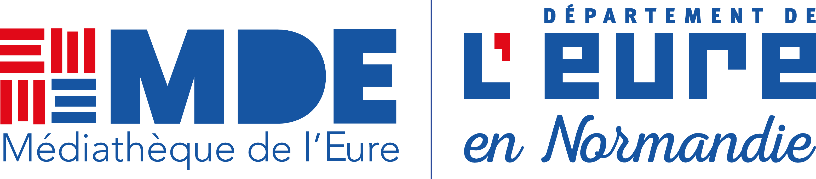 MDE
Médiathèque de l'Eure
DÉPARTEMENT DE
L'EURE
en Normandie